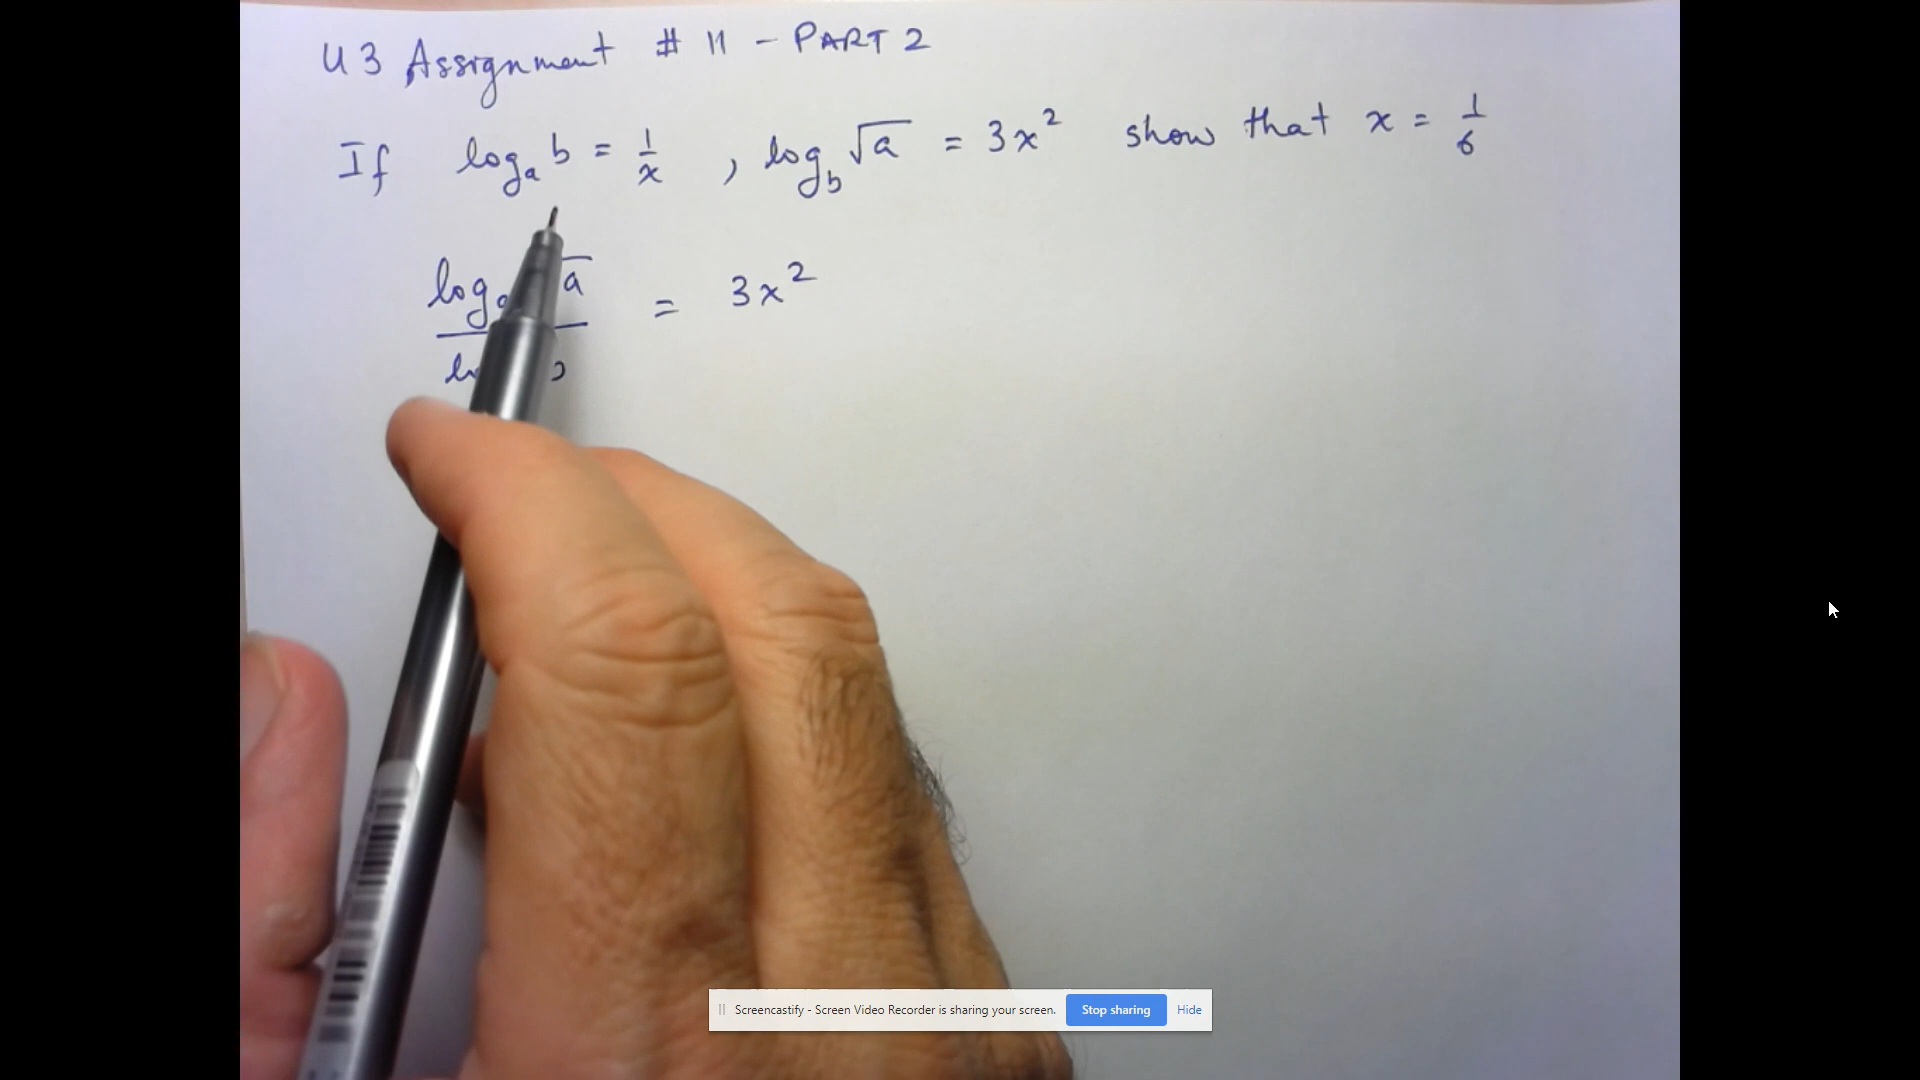 U3 Assignment # 11 - PART 2
If log_a b = 1/x , log_b √a = 3x² show that x = 1/6
log a = 3x²
Screencastify - Screen Video Recorder is sharing your screen. Stop sharing Hide